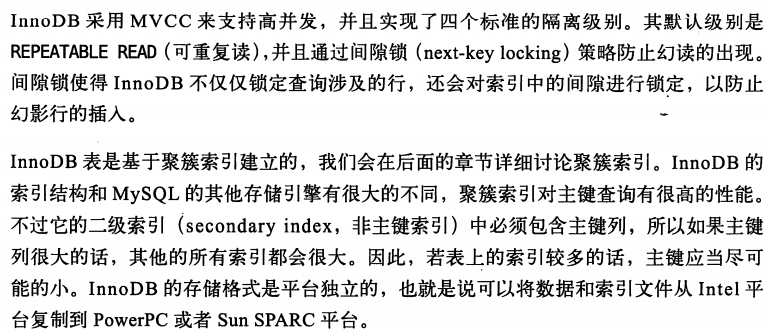 InnoDB 采用 MVCC 来支持高并发，并且实现了四个标准的隔离级别。其默认级别是
REPEATABLE READ（可重复读），并且通过间隙锁（next-key locking）策略防止幻读的出现。
间隙锁使得 InnoDB 不仅仅锁定查询涉及的行，还会对索引中的间隙进行锁定，以防止
幻影行的插入。
InnoDB 表是基于聚簇索引建立的，我们会在后面的章节详细讨论聚簇索引。InnoDB 的
索引结构和 MySQL 的其他存储引擎有很大的不同，聚簇索引对主键查询有很高的性能。
不过它的二级索引（secondary index，非主键索引）中必须包含主键列，所以如果主键
列很大的话，其他的所有索引都会很大。因此，若表上的索引较多的话，主键应当尽可
能的小。InnoDB 的存储格式是平台独立的，也就是说可以将数据和索引文件从 Intel 平
台复制到 PowerPC 或者 Sun SPARC 平台。